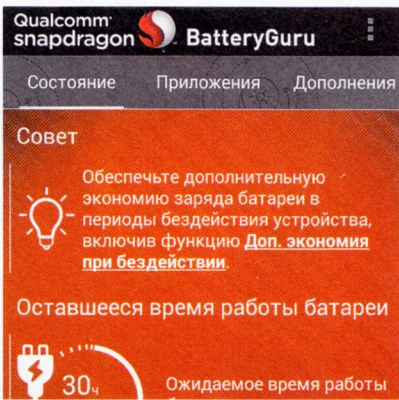 Qualcomm
snapdragon BatteryGuru
Состояние Приложения Дополнения
Совет
Обеспечьте дополнительную
экономию заряда батареи в
периоды бездействия устройства,
включив функцию Доп. экономия
при бездействии.
Оставшееся время работы батареи
30ч
Ожидаемое время работы